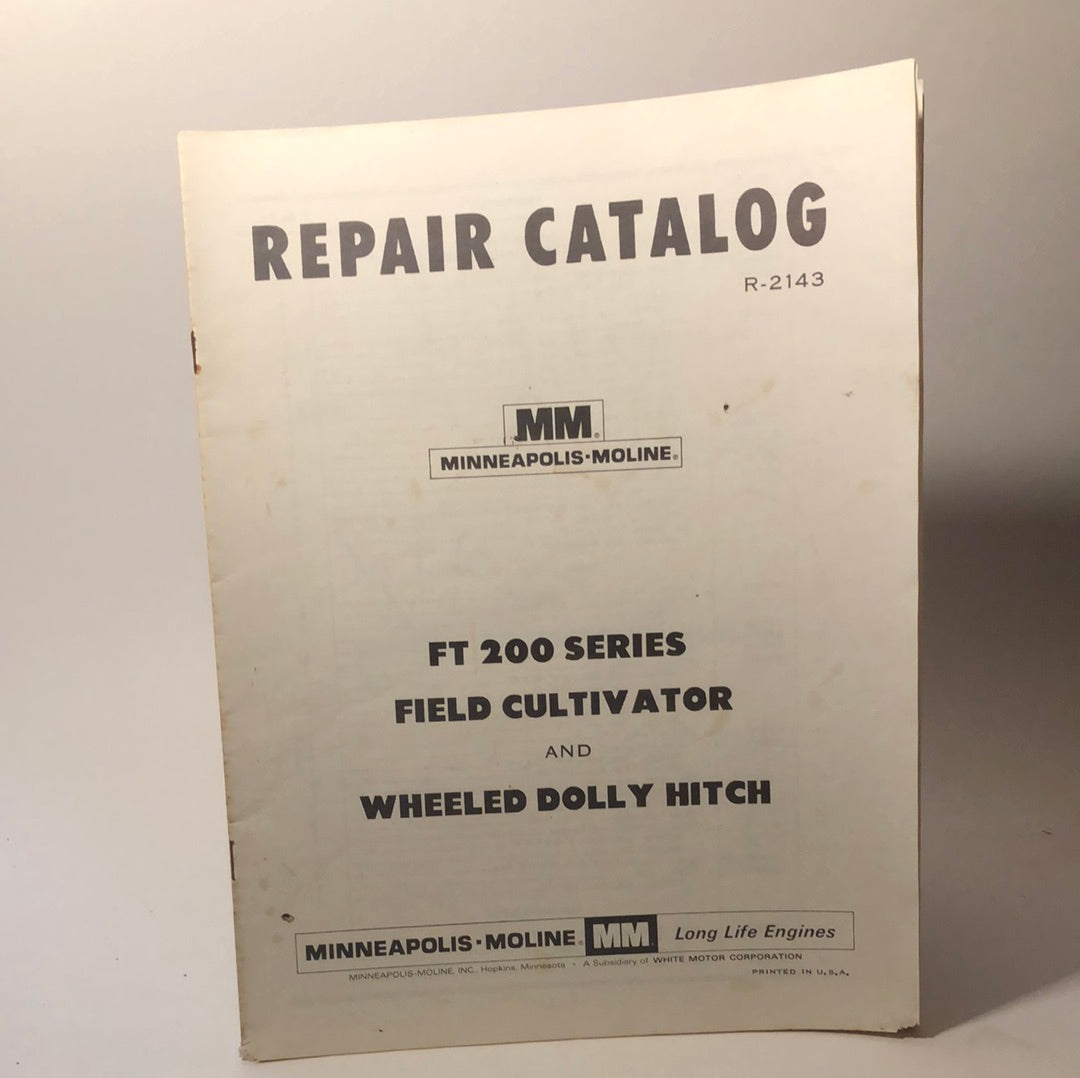 REPAIR CATALOG
R-2143
MM®
MINNEAPOLIS-MOLINE®
FT 200 SERIES
FIELD CULTIVATOR
AND
WHEELED DOLLY HITCH
MINNEAPOLIS-MOLINE® MM Long Life Engines
MINNEAPOLIS-MOLINE, INC., Hopkins, Minnesota • A Subsidiary of WHITE MOTOR CORPORATION
PRINTED IN U.S.A.